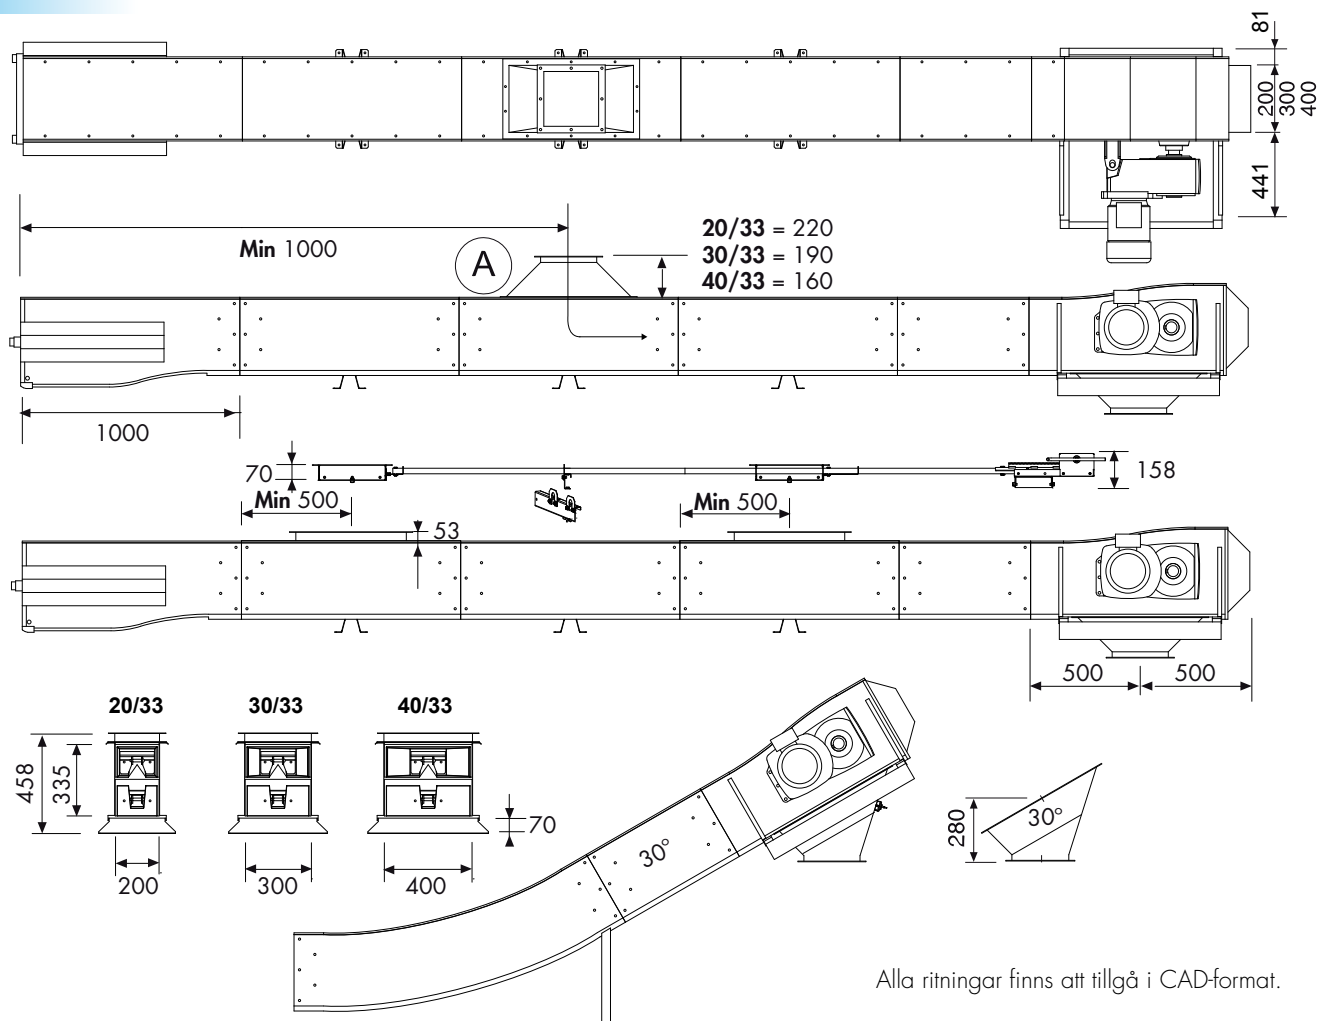 81
200
300
400
441
Min 1000
A
20/33 = 220
30/33 = 190
40/33 = 160
1000
70
158
Min 500
Min 500
53
500
500
20/33
30/33
40/33
458
335
70
200
300
400
30°
280
30°
Alla ritningar finns att tillgå i CAD-format.